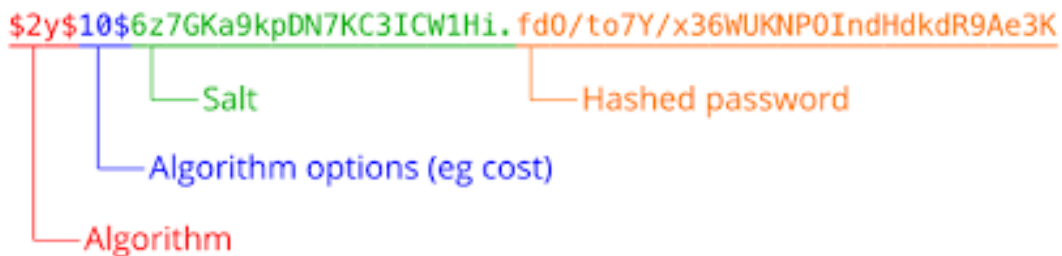 $2y$10$6z7GKa9kpDN7KC3ICW1Hi.fd0/to7Y/x36WUKNPOIndHdkdR9Ae3K
Salt
Hashed password
Algorithm options (eg cost)
Algorithm